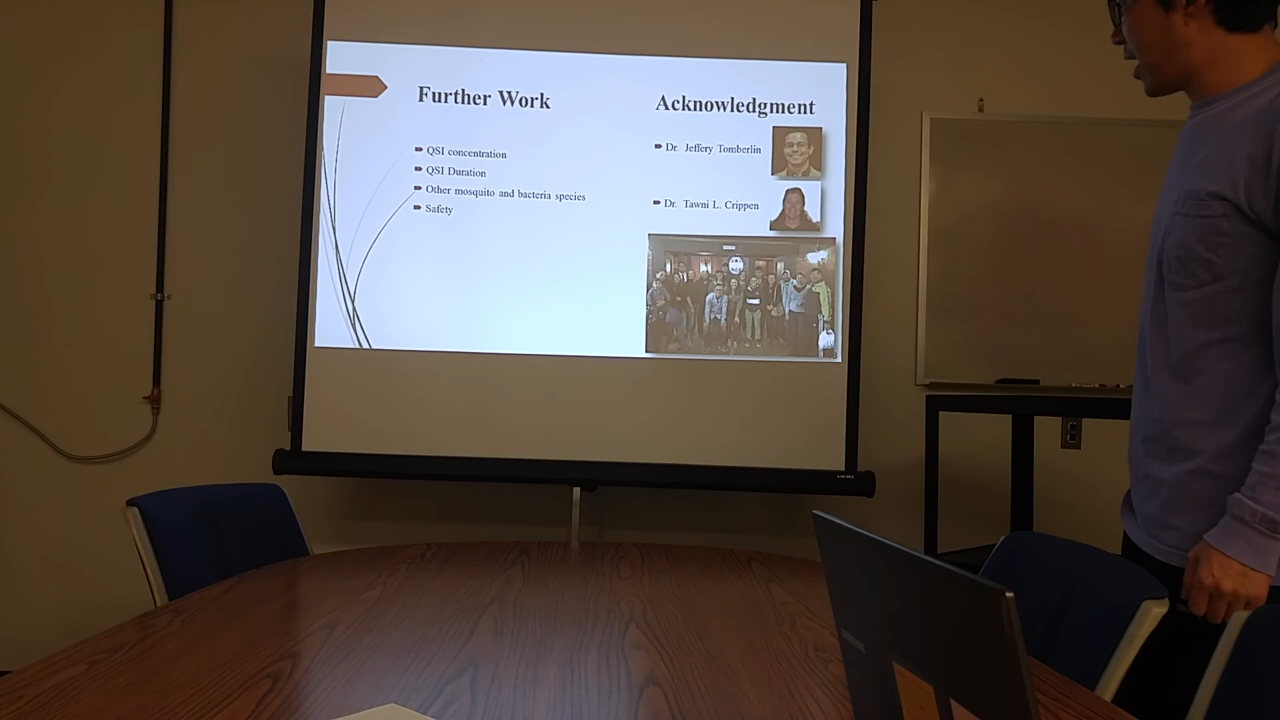 Further Work
QSI concentration
QSI Duration
Other mosquito and bacteria species
Safety
Acknowledgment
Dr. Jeffery Tomberlin
Dr. Tawni L. Crippen